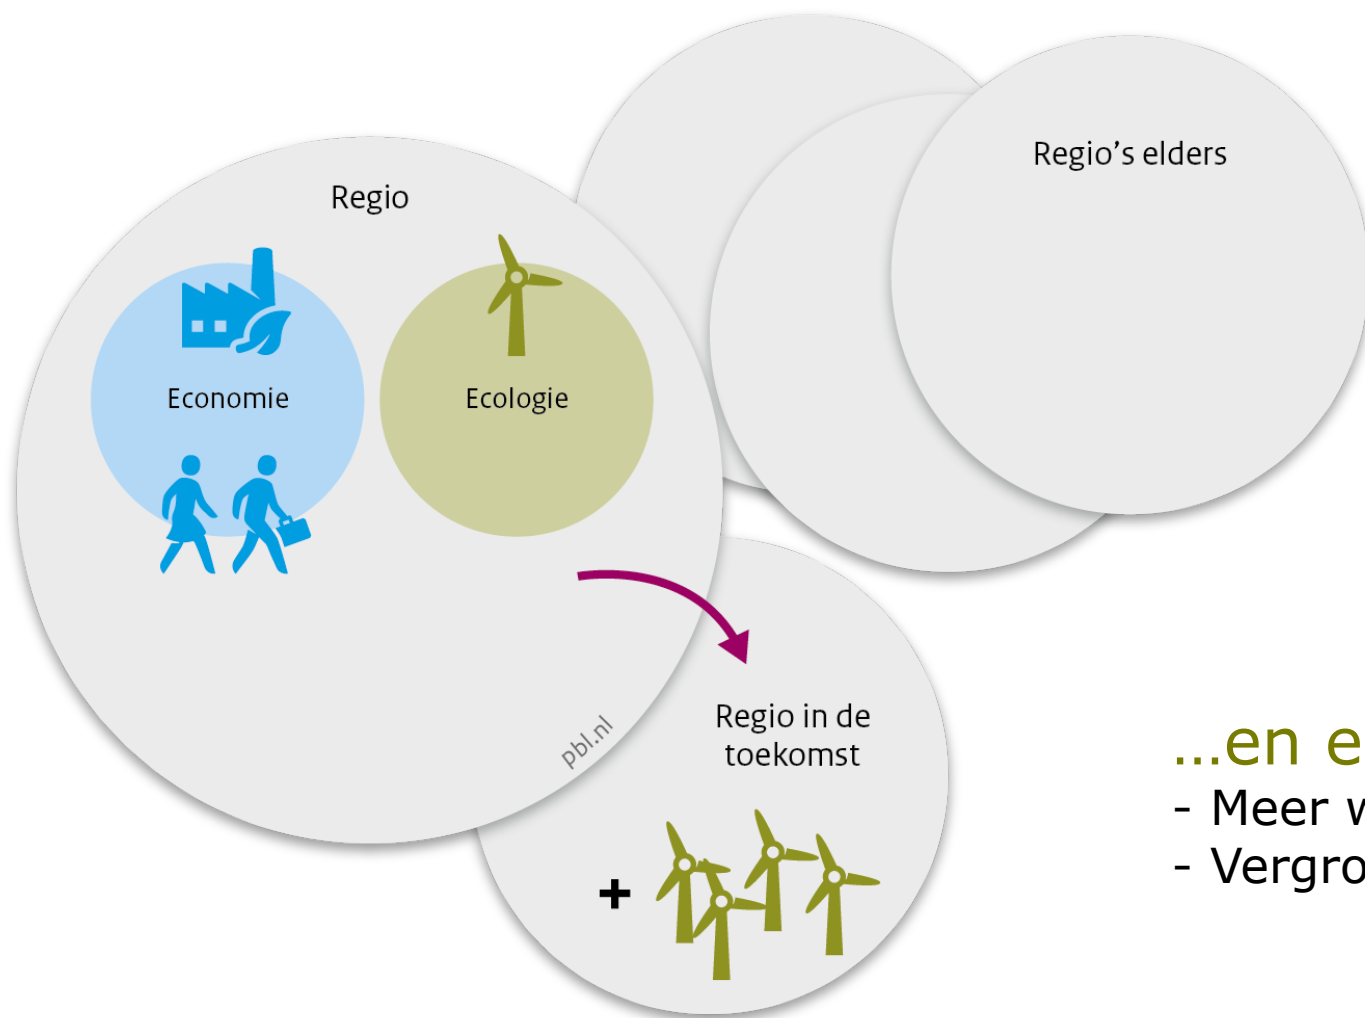 Regio
Regio’s elders
Economie
Ecologie
pbl.nl
Regio in de
toekomst
+
...en e
- Meer
- Vergro